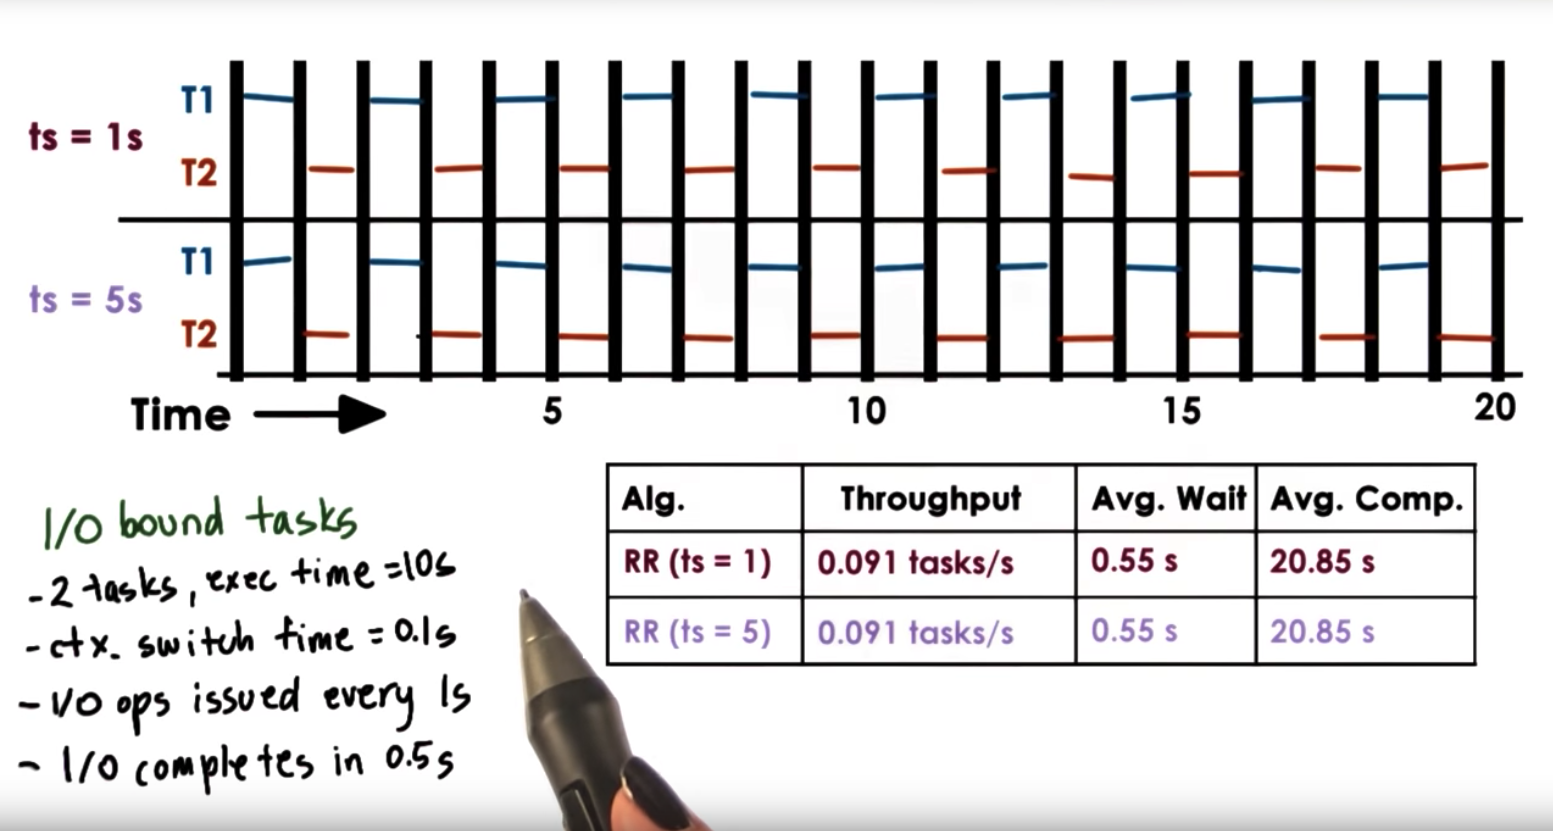 T1
ts = 1s
T2
T1
ts = 5s
T2
Time 5 10 15 20
I/O bound tasks
- 2 tasks, exec time = 10s
- ctx. switch time = 0.1s
- I/O ops issued every 1s
- I/O completes in 0.5s
Alg. Throughput Avg. Wait Avg. Comp.
RR (ts = 1) 0.091 tasks/s 0.55 s 20.85 s
RR (ts = 5) 0.091 tasks/s 0.55 s 20.85 s